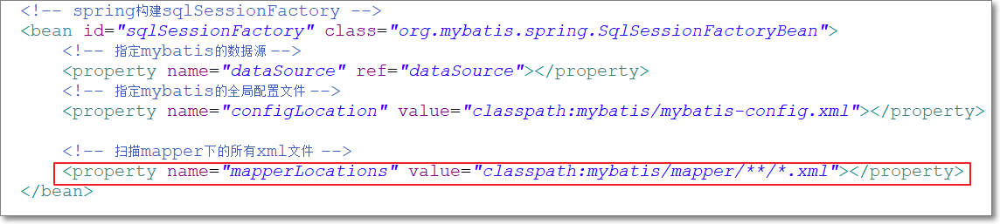 <!-- spring构建sqlSessionFactory -->
<bean id="sqlSessionFactory" class="org.mybatis.spring.SqlSessionFactoryBean">
<!-- 指定mybatis的数据源 -->
<property name="dataSource" ref="dataSource"></property>
<!-- 指定mybatis的全局配置文件 -->
<property name="configLocation" value="classpath:mybatis/mybatis-config.xml"></property>
<!-- 扫描mapper下的所有xml文件 -->
<property name="mapperLocations" value="classpath:mybatis/mapper/**/*.xml"></property>
</bean>